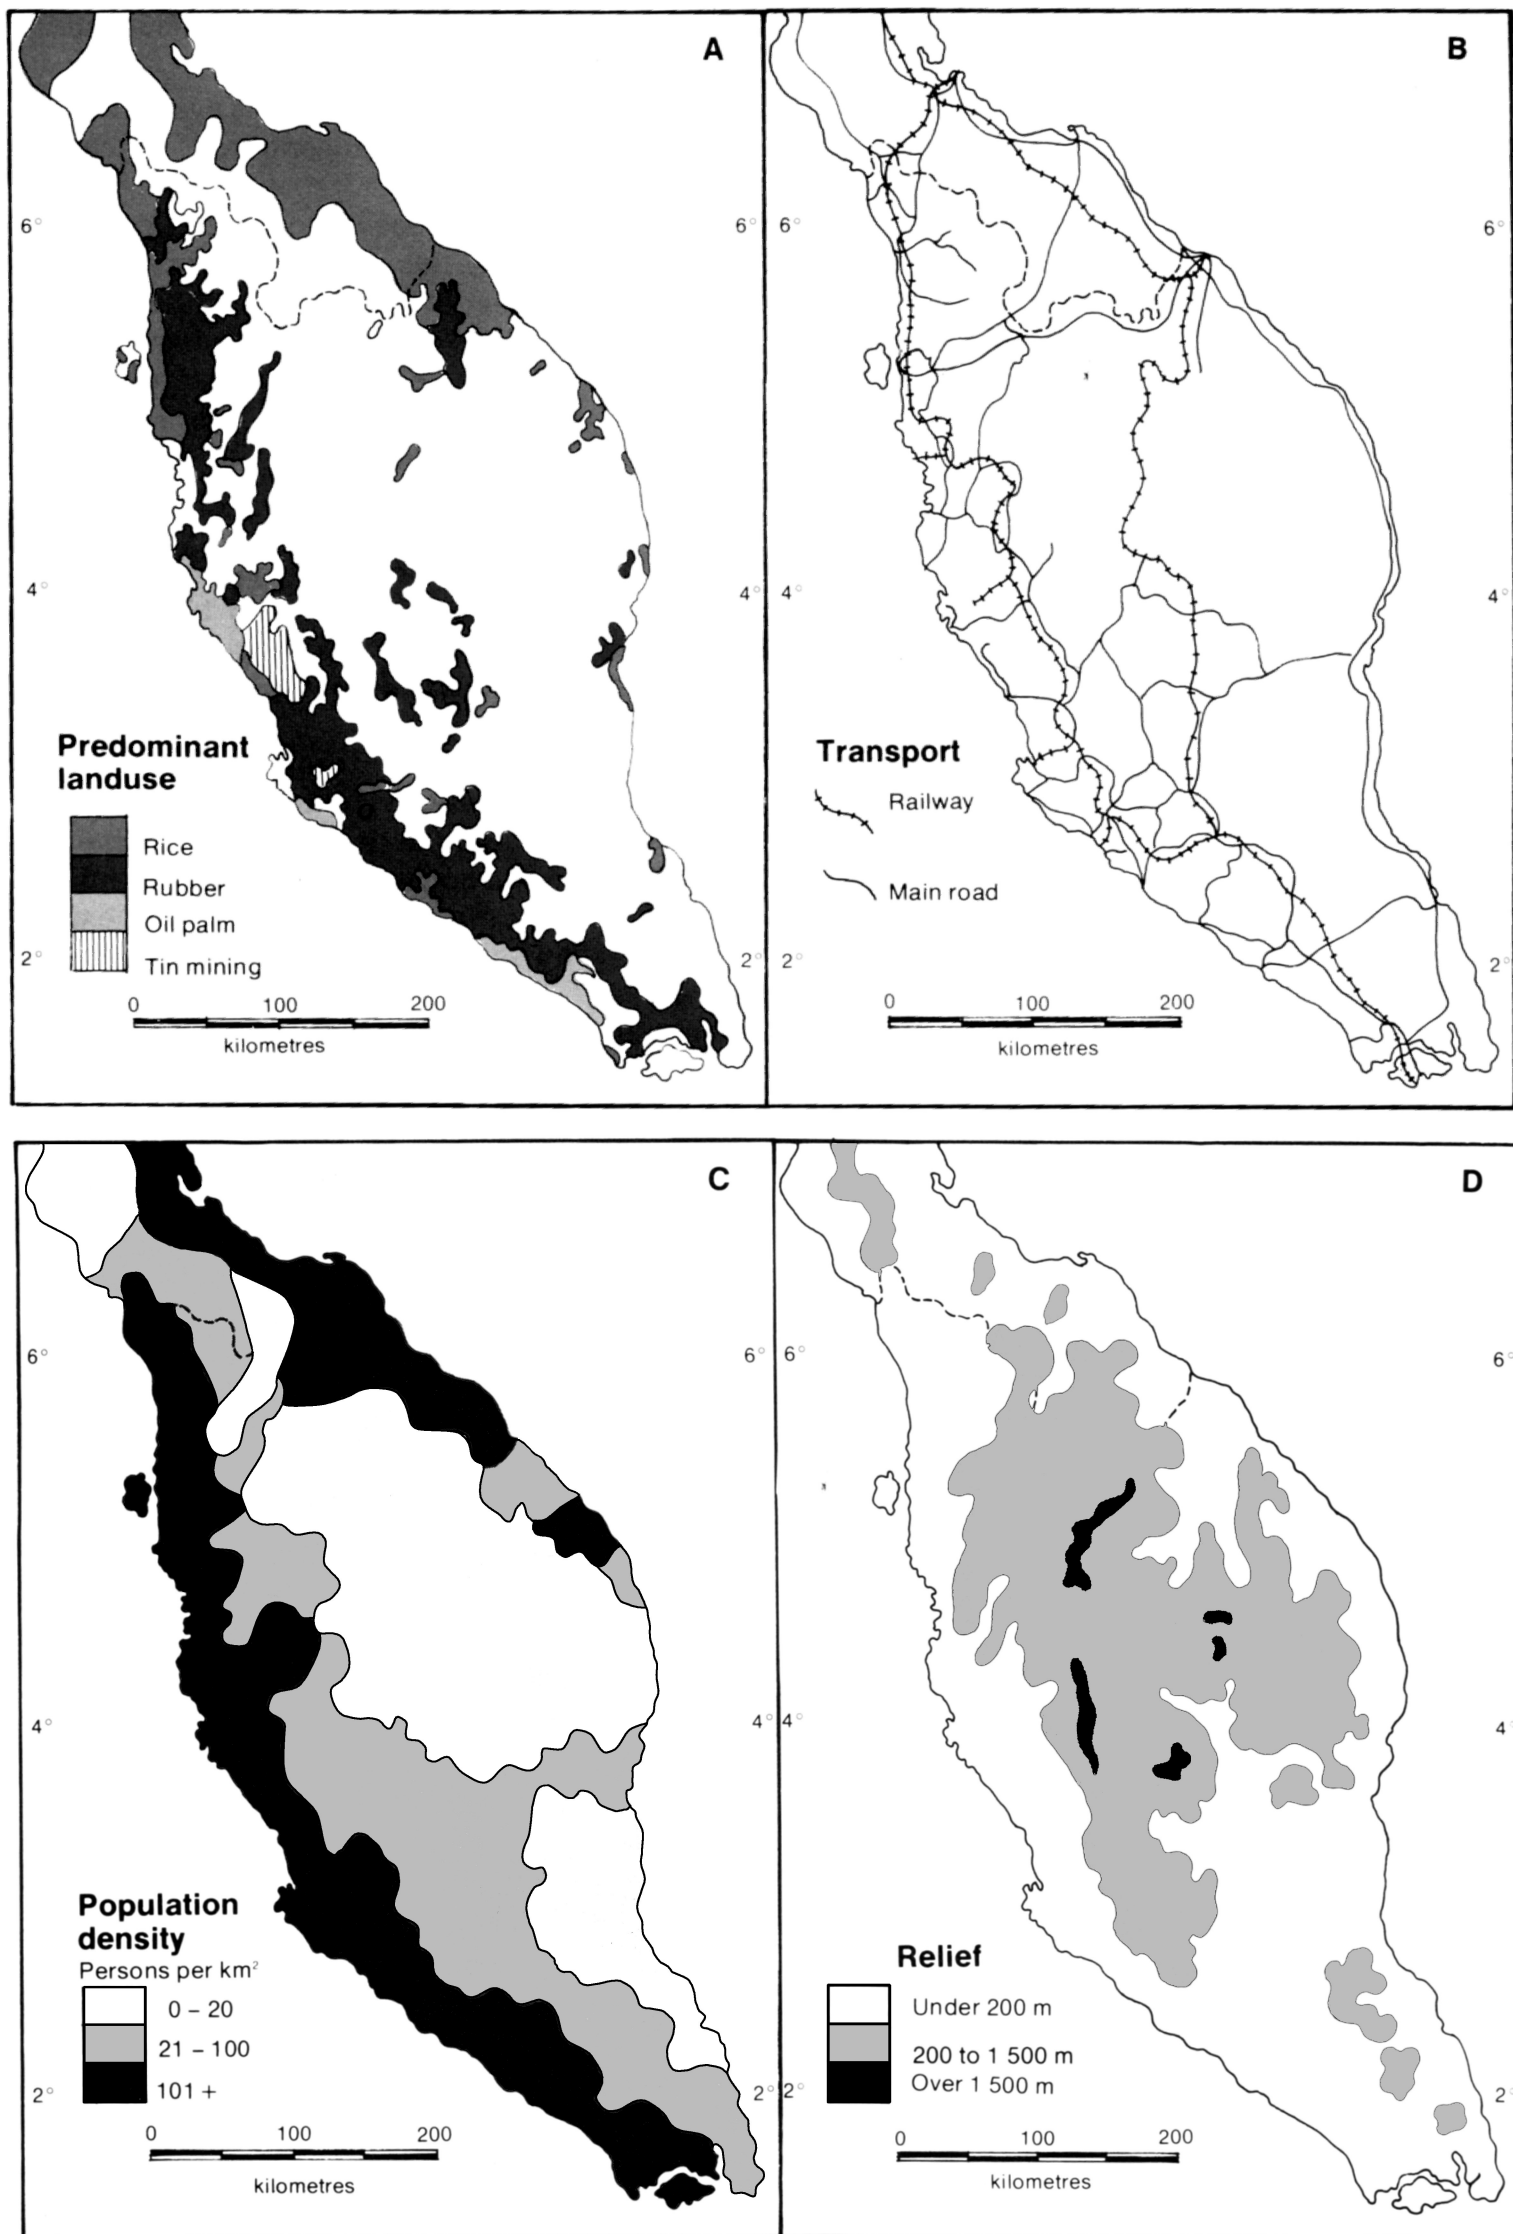 A
6°
6°
4°
4°
Predominant
landuse
Rice
Rubber
Oil palm
Tin mining
2°
2°
0 100 200
kilometres
B
6°
6°
4°
4°
Transport
Railway
Main road
2°
2°
0 100 200
kilometres
C
6°
6°
4°
4°
Population
density
Persons per km²
0 – 20
21 – 100
101 +
2°
2°
0 100 200
kilometres
D
6°
6°
4°
4°
Relief
Under 200 m
200 to 1 500 m
Over 1 500 m
2°
2°
0 100 200
kilometres